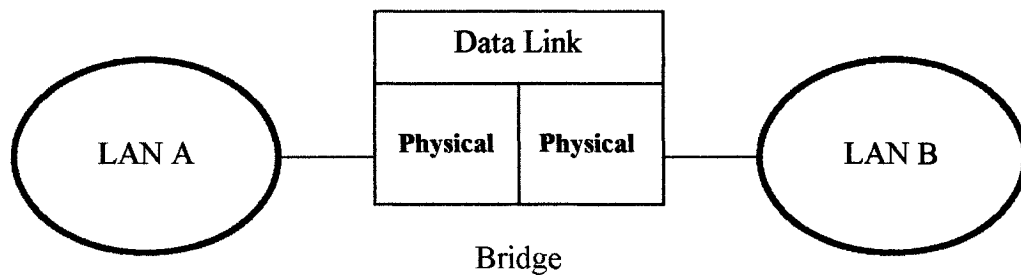 Data Link
LAN A
Physical
Physical
LAN B
Bridge